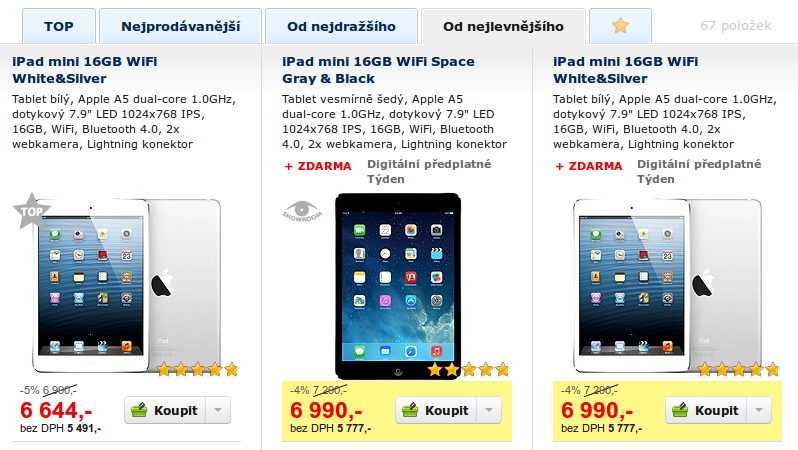 TOP
Nejprodávanější
Od nejdražšího
Od nejlevnějšího
67 položek
iPad mini 16GB WiFi
White&Silver
Tablet bílý, Apple A5 dual-core 1.0GHz,
dotykový 7.9" LED 1024x768 IPS,
16GB, WiFi, Bluetooth 4.0, 2x
webkamera, Lightning konektor
TOP
-5% 6 990,-
6 644,-
bez DPH 5 491,-
Koupit
iPad mini 16GB WiFi Space
Gray & Black
Tablet vesmírně šedý, Apple A5
dual-core 1.0GHz, dotykový 7.9" LED
1024x768 IPS, 16GB, WiFi, Bluetooth
4.0, 2x webkamera, Lightning konektor
+ ZDARMA Digitální předplatné
Týden
SHOWROOM
-4% 7 290,-
6 990,-
bez DPH 5 777,-
Koupit
iPad mini 16GB WiFi
White&Silver
Tablet bílý, Apple A5 dual-core 1.0GHz,
dotykový 7.9" LED 1024x768 IPS,
16GB, WiFi, Bluetooth 4.0, 2x
webkamera, Lightning konektor
+ ZDARMA Digitální předplatné
Týden
-4% 7 290,-
6 990,-
bez DPH 5 777,-
Koupit